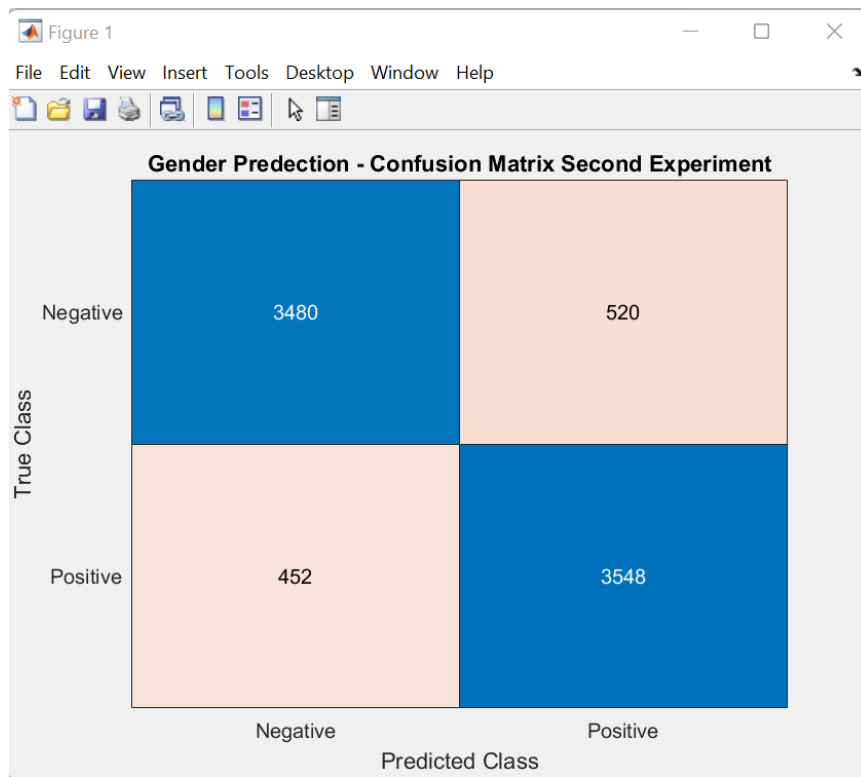 Figure 1
File Edit View Insert Tools Desktop Window Help
Gender Predection - Confusion Matrix Second Experiment
True Class
Negative 3480 520
Positive 452 3548
Negative Positive
Predicted Class